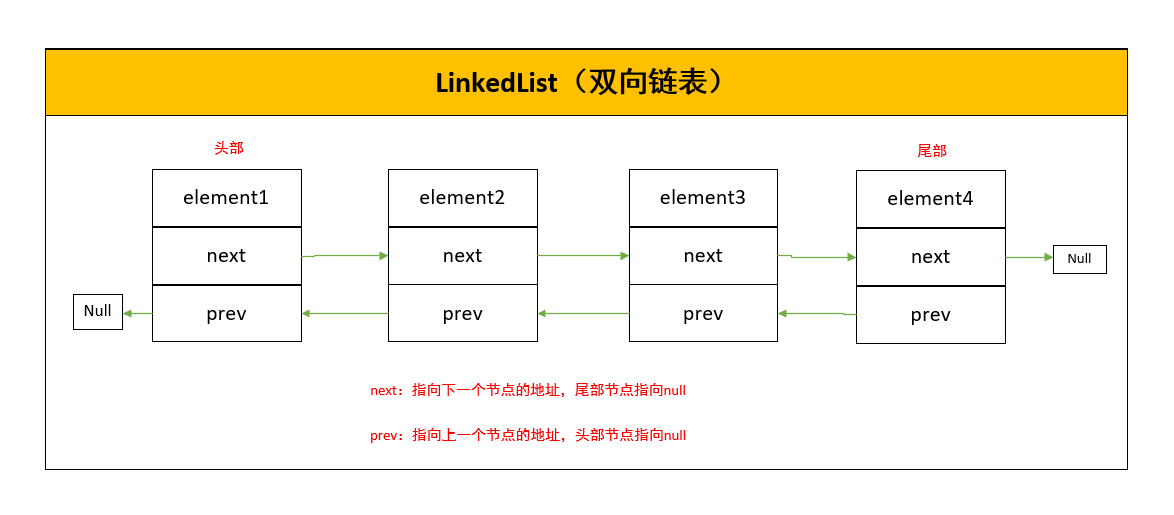 LinkedList（双向链表）
头部
尾部
element1
element2
element3
element4
next
next
next
next
Null
Null
prev
prev
prev
prev
next：指向下一个节点的地址，尾部节点指向null
prev：指向上一个节点的地址，头部节点指向null